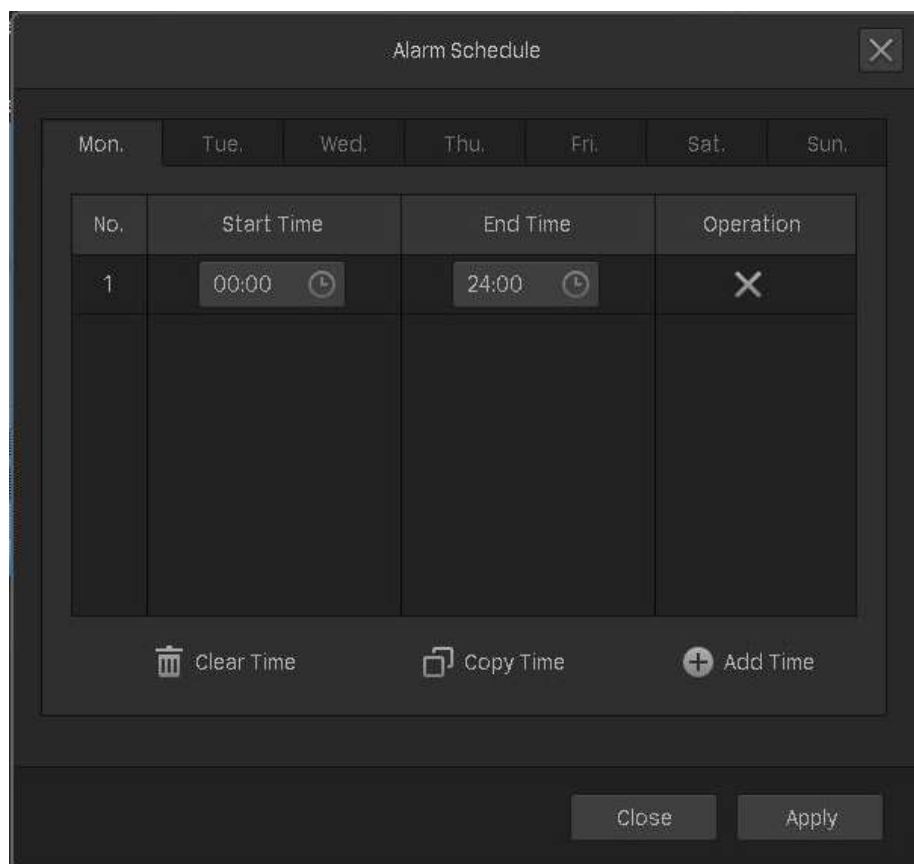 Alarm Schedule
Mon. Tue. Wed. Thu. Fri. Sat. Sun.
No. Start Time End Time Operation
1 00:00 24:00
Clear Time Copy Time Add Time
Close Apply